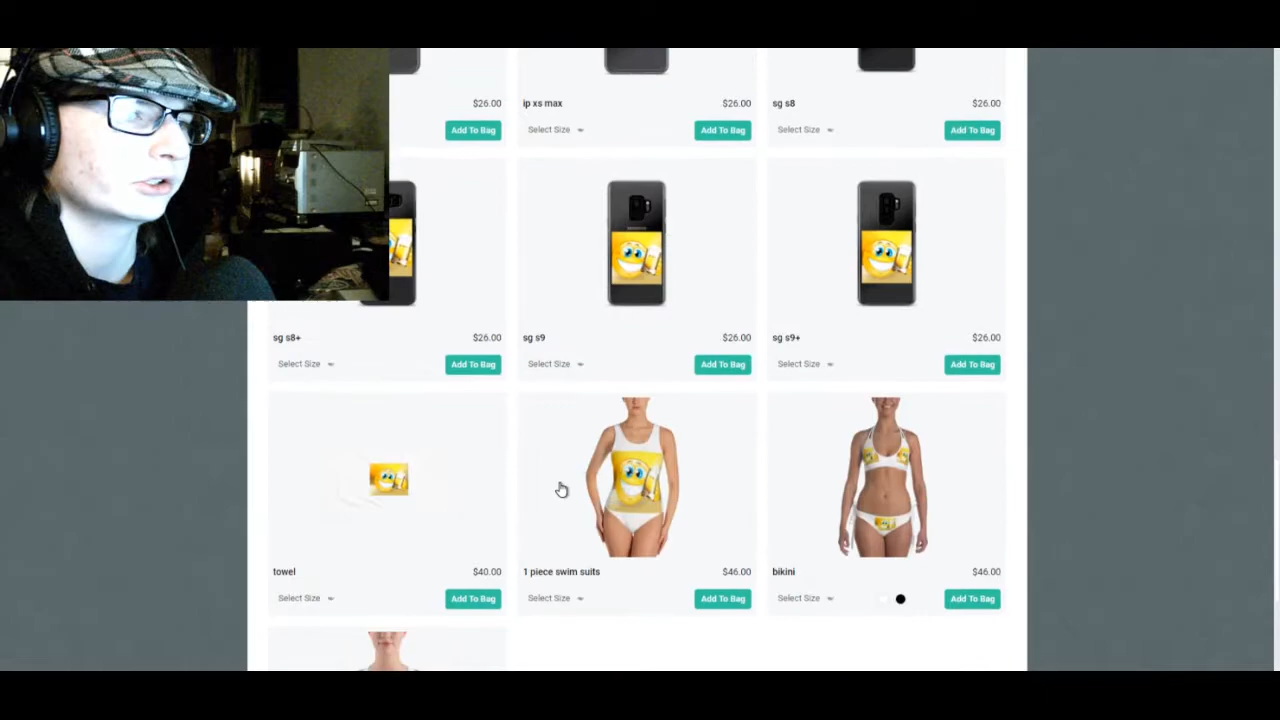 $26.00
ip xs max $26.00
sg s8 $26.00
Add To Bag
Select Size Add To Bag
Select Size Add To Bag
sg s8+ $26.00
sg s9 $26.00
sg s9+ $26.00
Select Size Add To Bag
Select Size Add To Bag
Select Size Add To Bag
towel $40.00
1 piece swim suits $46.00
bikini $46.00
Select Size Add To Bag
Select Size Add To Bag
Select Size Add To Bag